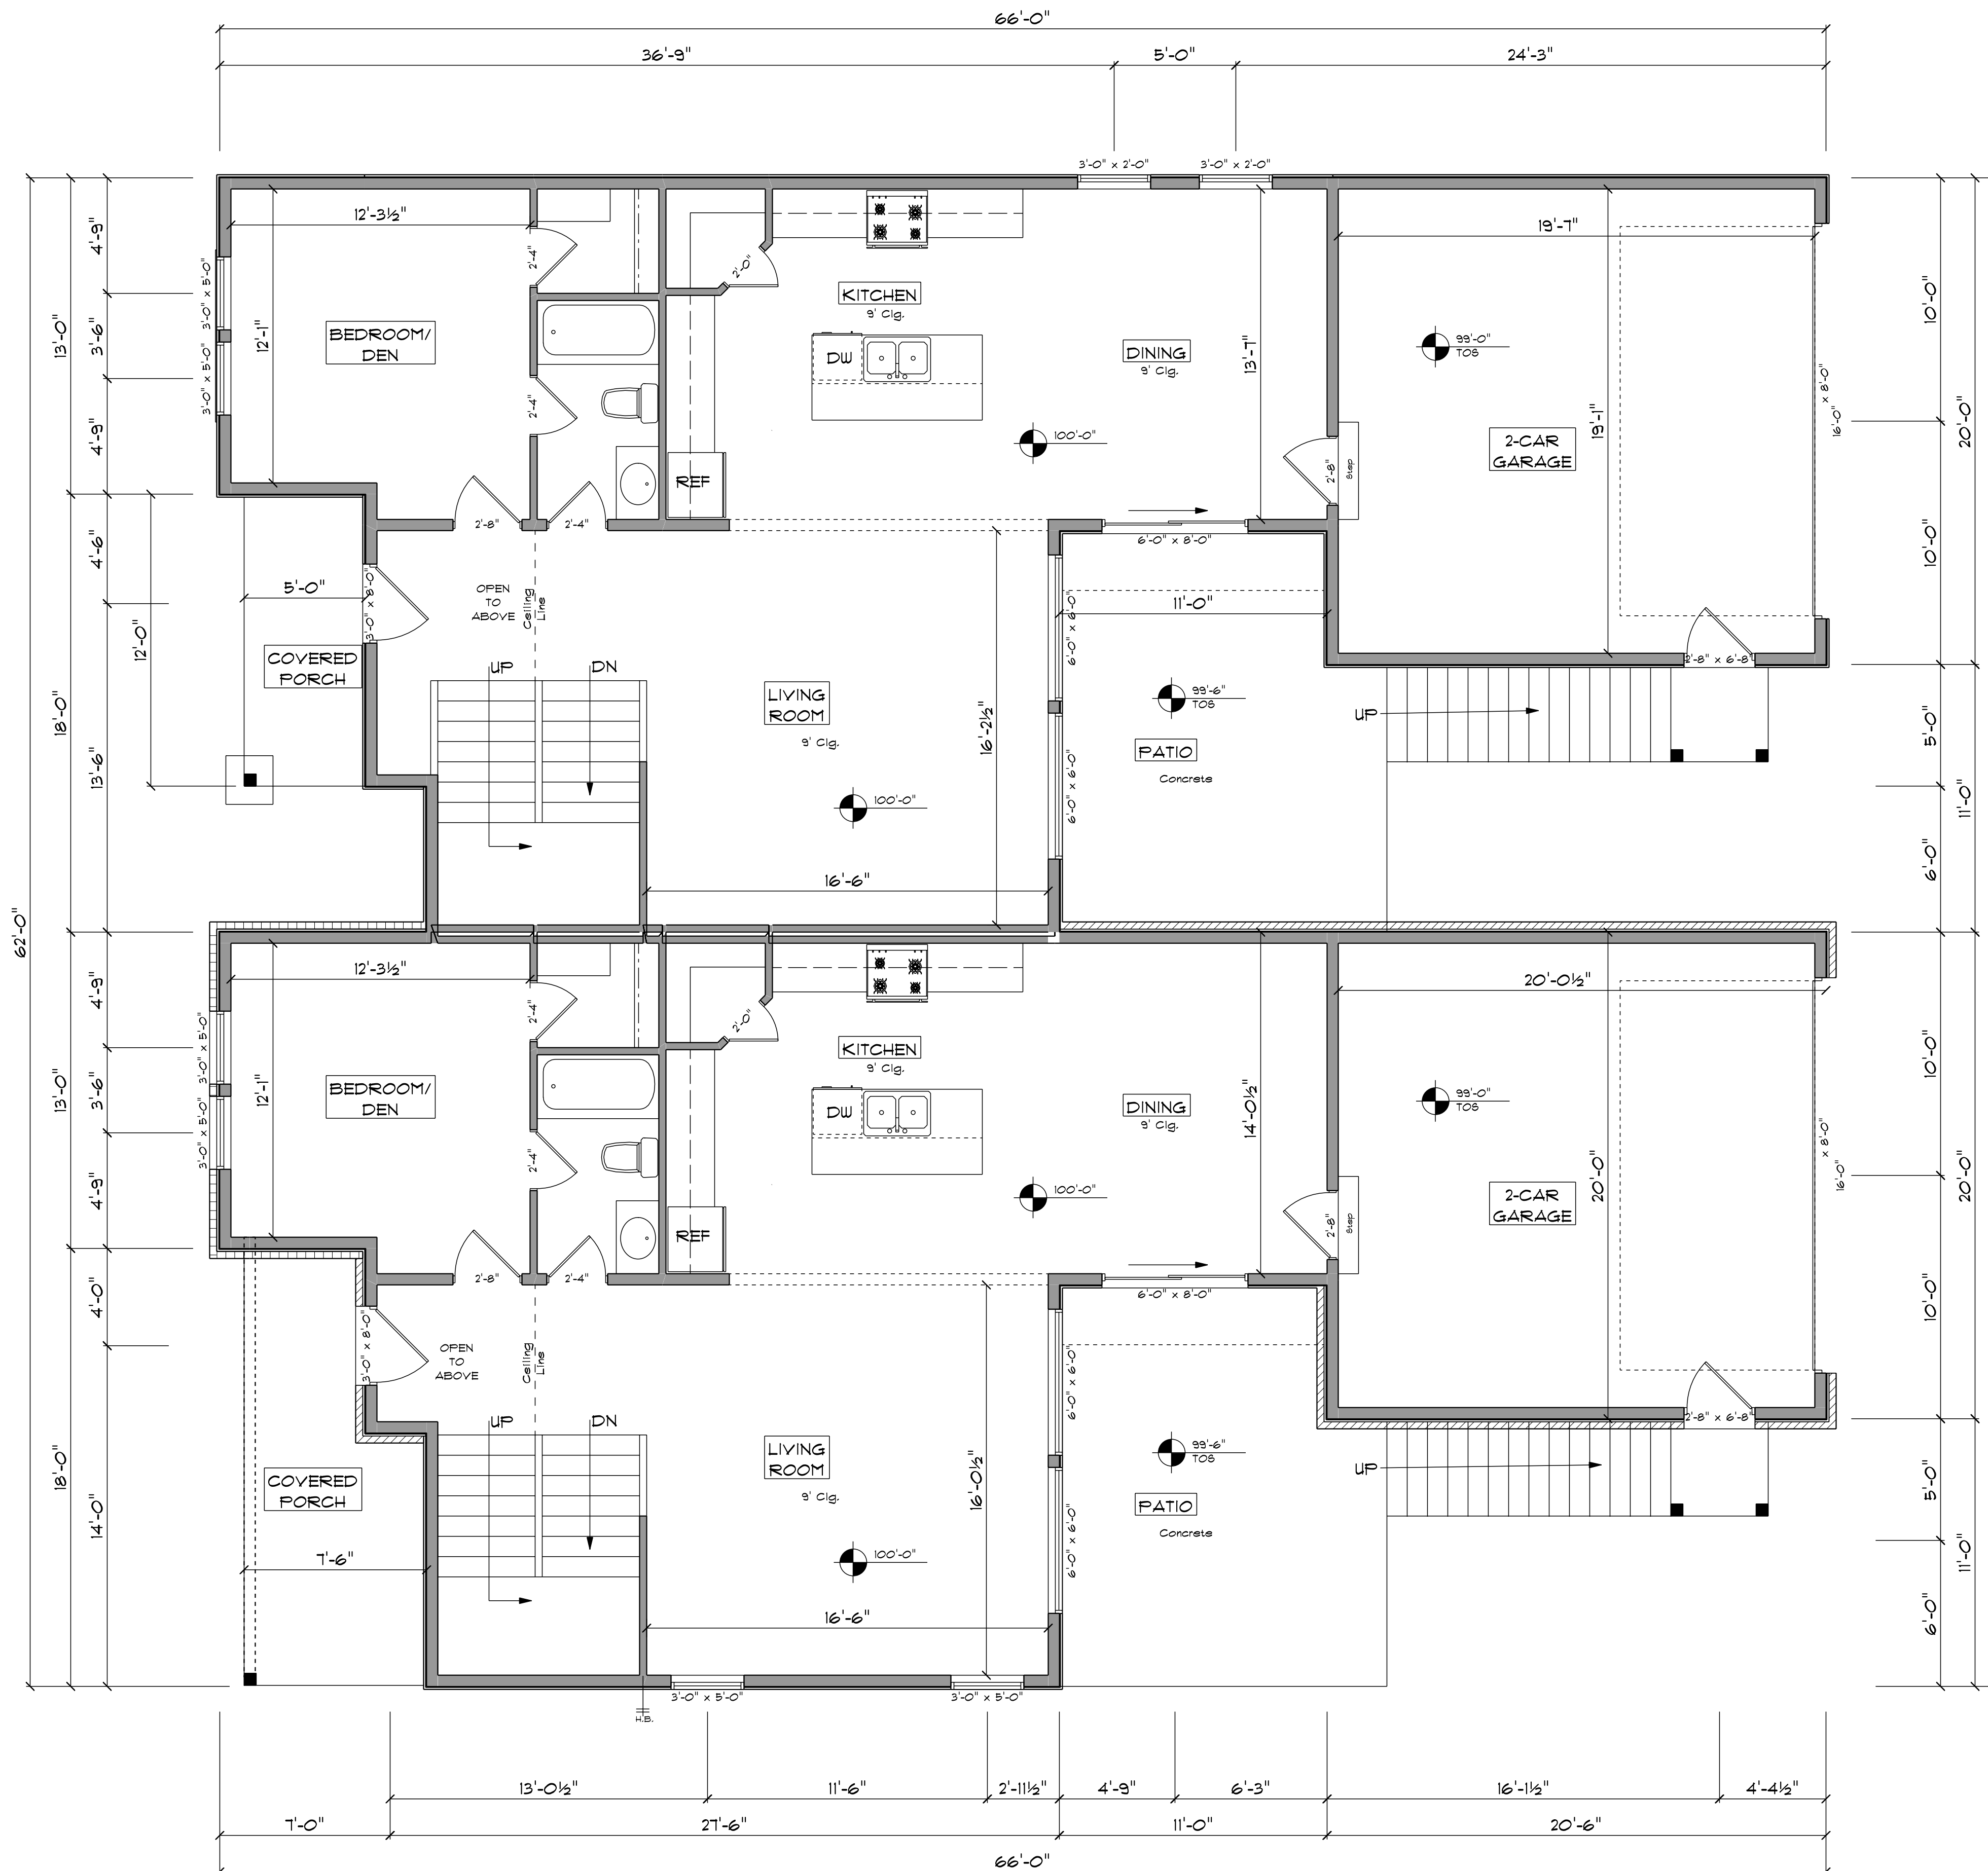 66'-0"
36'-9"
5'-0"
24'-3"
3'-0" x 2'-0"
3'-0" x 2'-0"
62'-0"
13'-0"
18'-0"
4'-9"
3'-6"
4'-9"
4'-6"
13'-6"
12'-0"
3'-0" x 5'-0"
3'-0" x 5'-0"
12'-3½"
12'-1"
BEDROOM/
DEN
2'-4"
2'-4"
2'-8"
2'-4"
2'-0"
KITCHEN
9' Clg.
DW
REF
DINING
9' Clg.
100'-0"
13'-7"
19'-7"
19'-1"
99'-0"
TOS
2-CAR
GARAGE
2'-8"
Step
16'-0" x 8'-0"
2'-8" x 6'-8"
10'-0"
10'-0"
20'-0"
5'-0"
6'-0"
11'-0"
5'-0"
3'-0" x 8'-0"
COVERED
PORCH
OPEN
TO
ABOVE
Ceiling
Line
UP
DN
LIVING
ROOM
9' Clg.
16'-2½"
100'-0"
16'-6"
6'-0" x 8'-0"
11'-0"
6'-0" x 6'-0"
6'-0" x 6'-0"
99'-6"
TOS
PATIO
Concrete
UP
13'-0"
18'-0"
4'-9"
3'-6"
4'-9"
4'-0"
14'-0"
3'-0" x 5'-0"
3'-0" x 5'-0"
12'-3½"
12'-1"
BEDROOM/
DEN
2'-4"
2'-4"
2'-8"
2'-4"
2'-0"
KITCHEN
9' Clg.
DW
REF
DINING
9' Clg.
100'-0"
14'-0½"
20'-0½"
20'-0"
99'-0"
TOS
2-CAR
GARAGE
2'-8"
Step
16'-0" x 8'-0"
2'-8" x 6'-8"
10'-0"
10'-0"
20'-0"
5'-0"
6'-0"
11'-0"
3'-0" x 8'-0"
OPEN
TO
ABOVE
Ceiling
Line
COVERED
PORCH
7'-6"
UP
DN
LIVING
ROOM
9' Clg.
16'-0½"
100'-0"
16'-6"
6'-0" x 8'-0"
6'-0" x 6'-0"
6'-0" x 6'-0"
99'-6"
TOS
PATIO
Concrete
UP
3'-0" x 5'-0"
3'-0" x 5'-0"
H.B.
13'-0½"
11'-6"
2'-11½"
4'-9"
6'-3"
16'-1½"
4'-4½"
7'-0"
27'-6"
11'-0"
20'-6"
66'-0"